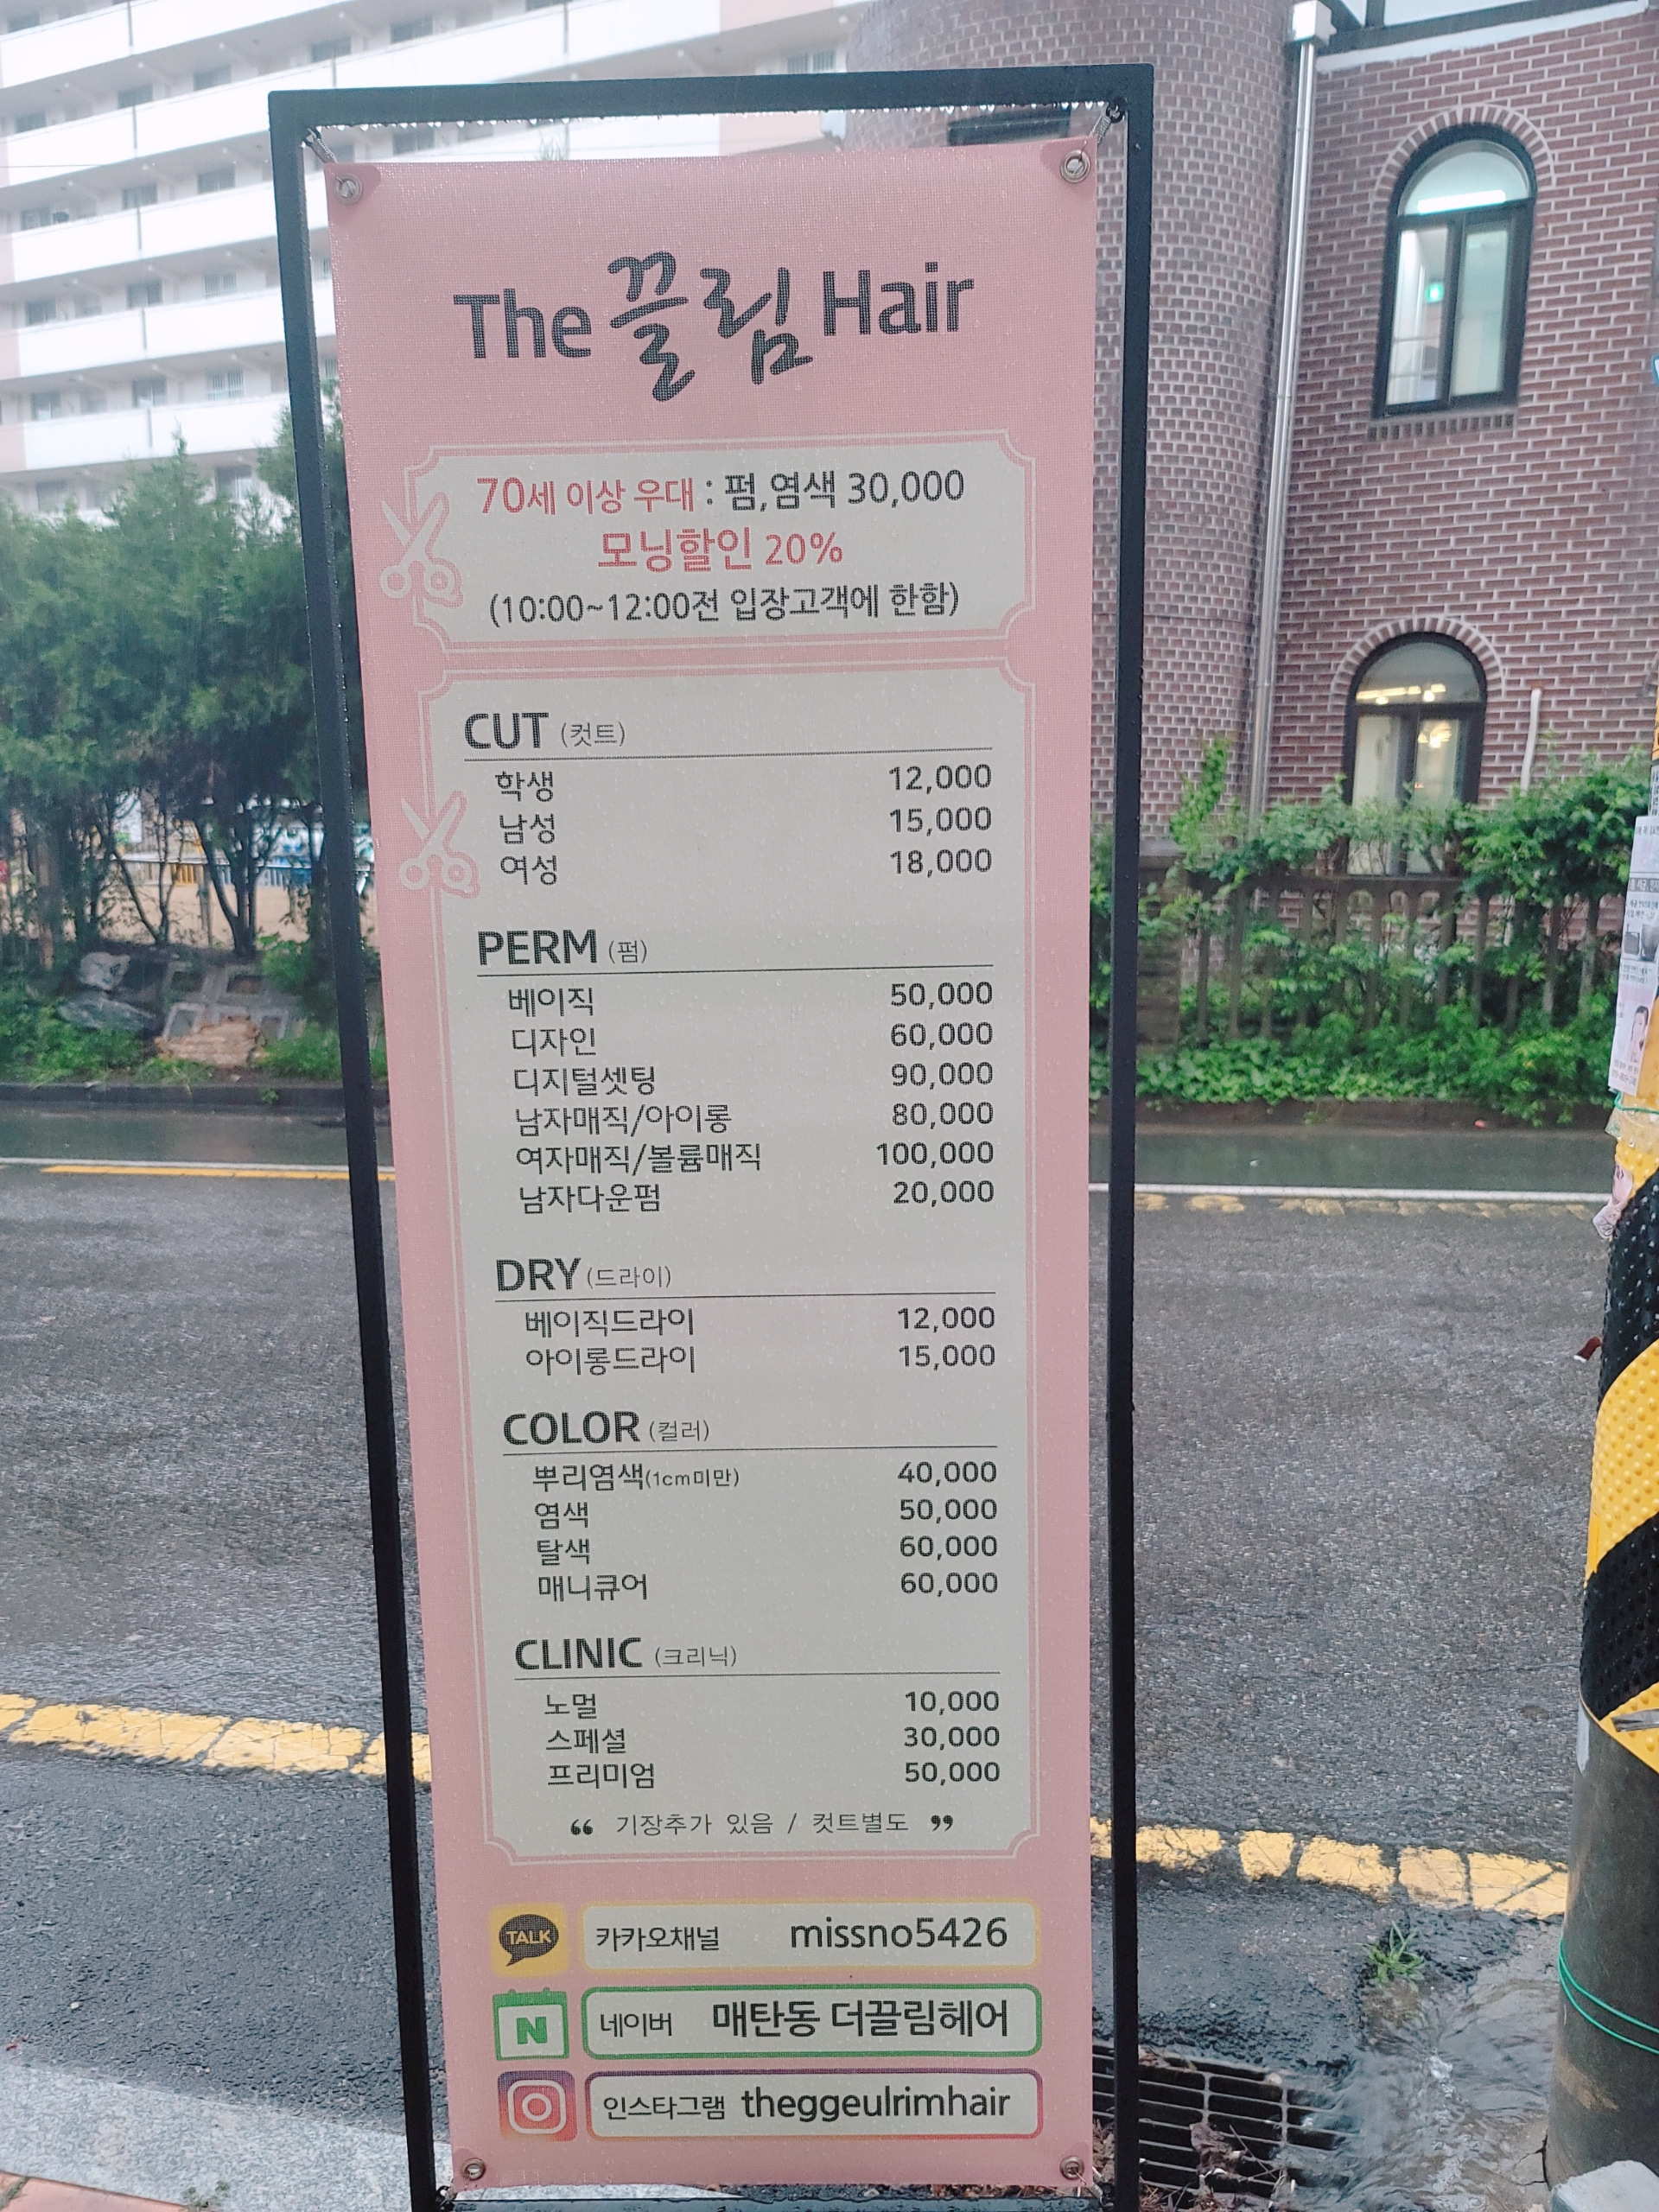 The 끌림 Hair
70세 이상 우대 : 펌,염색 30,000
모닝할인 20%
(10:00~12:00전 입장고객에 한함)
CUT (컷트)
학생 12,000
남성 15,000
여성 18,000
PERM (펌)
베이직 50,000
디자인 60,000
디지털셋팅 90,000
남자매직/아이롱 80,000
여자매직/볼륨매직 100,000
남자다운펌 20,000
DRY (드라이)
베이직드라이 12,000
아이롱드라이 15,000
COLOR (컬러)
뿌리염색(1cm미만) 40,000
염색 50,000
탈색 60,000
매니큐어 60,000
CLINIC (크리닉)
노멀 10,000
스페셜 30,000
프리미엄 50,000
“ 기장추가 있음 / 컷트별도 ”
TALK 카카오채널 missno5426
N 네이버 매탄동 더끌림헤어
인스타그램 theggeulrimhair